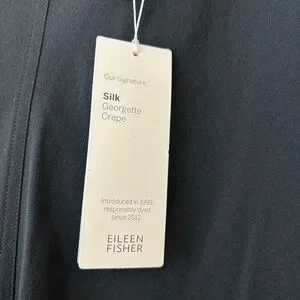 Our Signature
Silk
Georgette
Crepe
Introduced in 1999,
responsibly dyed
since 2012.
EILEEN
FISHER